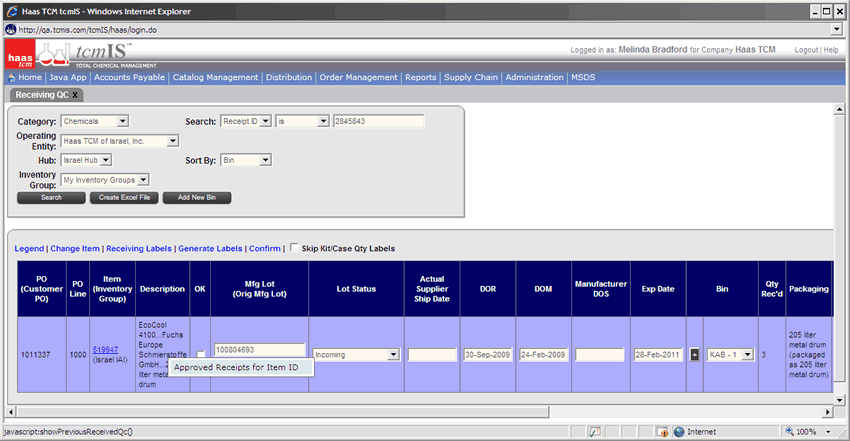 Haas TCM tcmIS - Windows Internet Explorer
http://qa.tcmis.com/tcmIS/haas/login.do
haas tcm tcmIS™ TOTAL CHEMICAL MANAGEMENT
Logged in as: Melinda Bradford for Company Haas TCM Logout | Help
Home | Java App | Accounts Payable | Catalog Management | Distribution | Order Management | Reports | Supply Chain | Administration | MSDS
Receiving QC X
Category: Chemicals Search: Receipt ID is 2845843
Operating Entity: Haas TCM of Israel, Inc.
Hub: Israel Hub Sort By: Bin
Inventory Group: My Inventory Groups
Search Create Excel File Add New Bin
Legend | Change Item | Receiving Labels | Generate Labels | Confirm | Skip Kit/Case Qty Labels
PO (Customer PO) PO Line Item (Inventory Group) Description OK Mfg Lot (Orig Mfg Lot) Lot Status Actual Supplier Ship Date DOR DOM Manufacturer DOS Exp Date Bin Qty Rec'd Packaging
1011337 1000 519947 (Israel IAI) EcoCool 4100...Fuchs Europe Schmierstoffe GmbH...2 liter metal drum 100804693 Incoming 30-Sep-2009 24-Feb-2009 28-Feb-2011 + KAB - 1 3 205 liter metal drum (packaged as 205 liter metal drum)
Approved Receipts for Item ID
javascript:showPreviousReceivedQc() Internet 100%